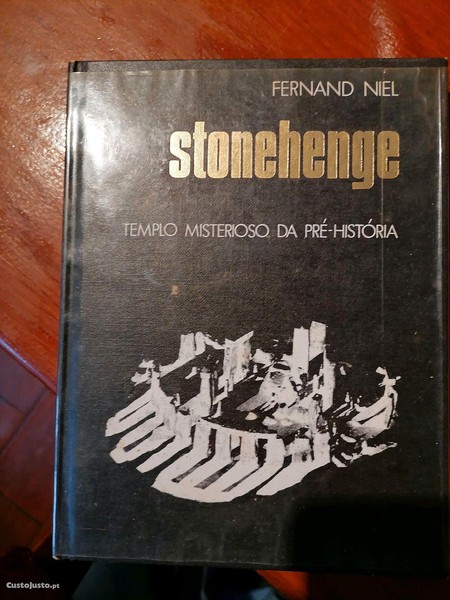 FERNAND NIEL
stonehenge
TEMPLO MISTERIOSO DA PRÉ-HISTÓRIA
CustoJusto.pt